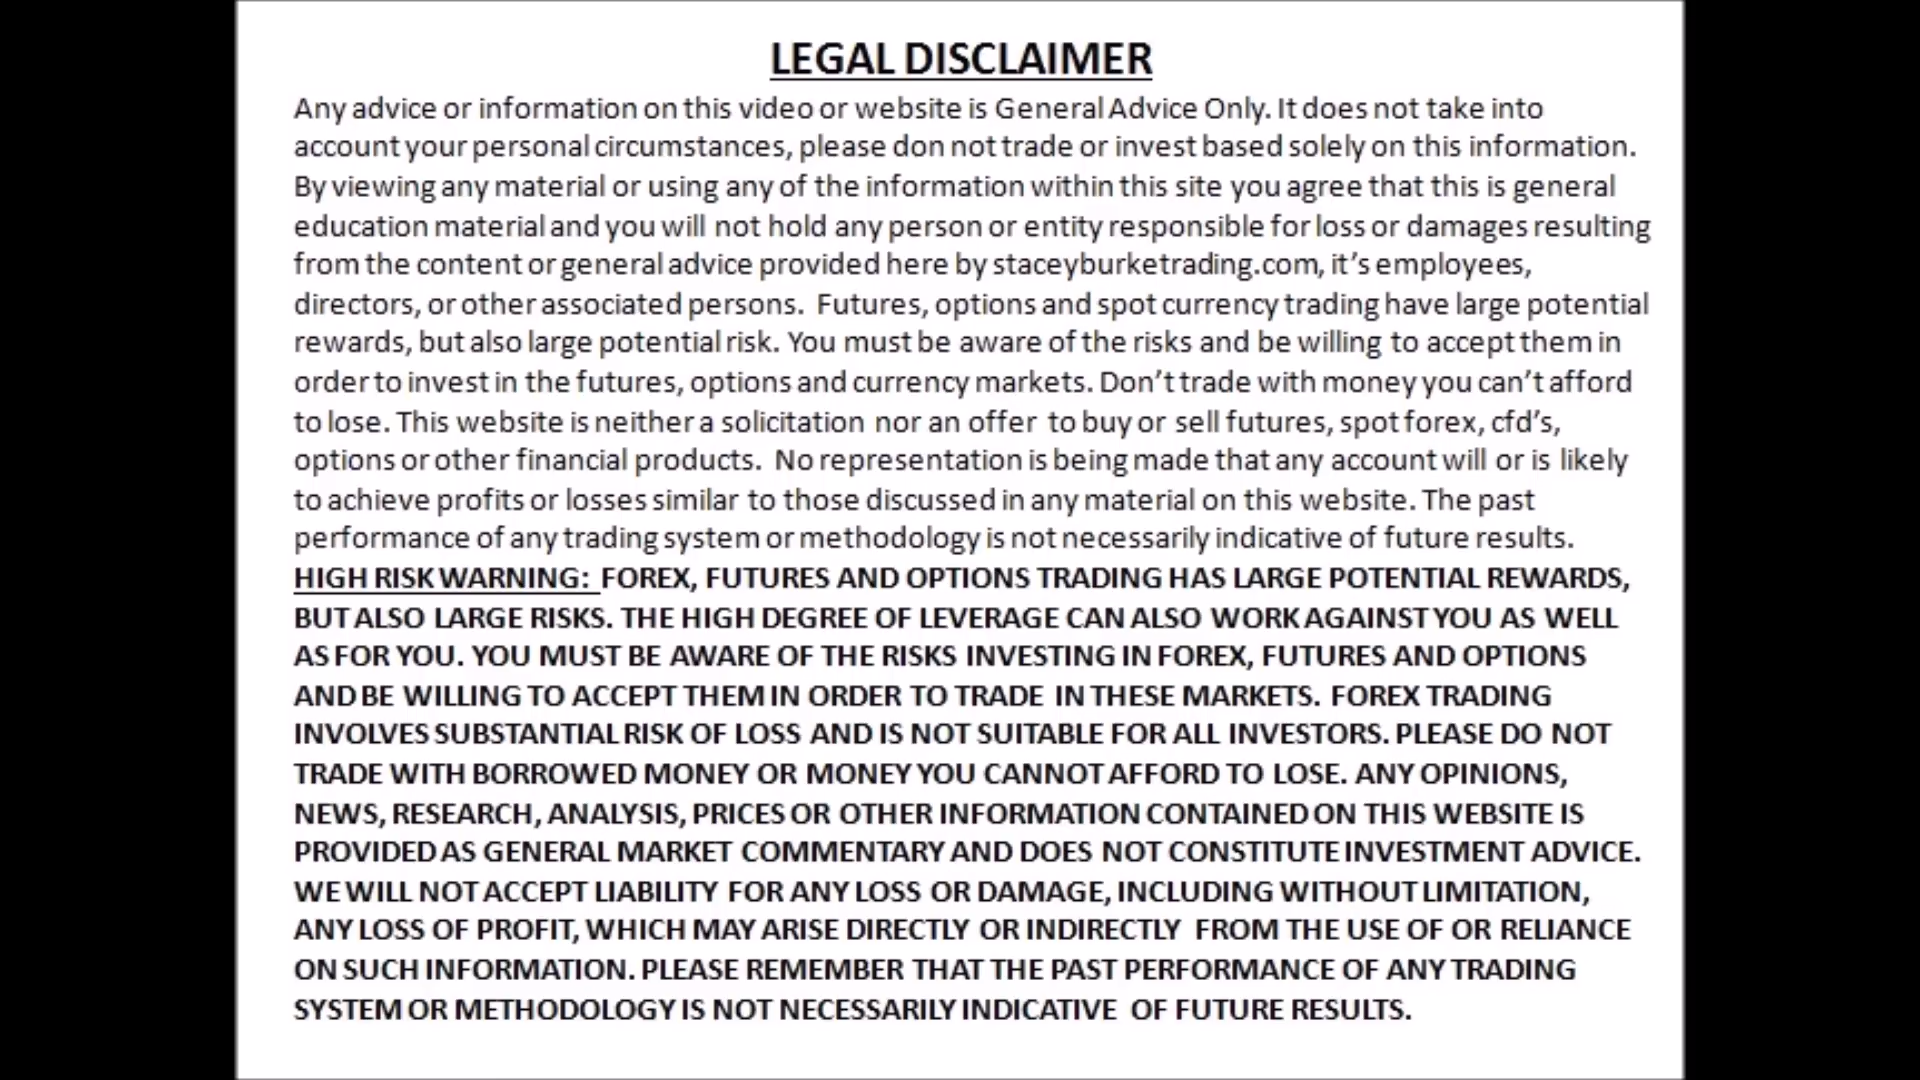 LEGAL DISCLAIMER
Any advice or information on this video or website is General Advice Only. It does not take into
account your personal circumstances, please don not trade or invest based solely on this information.
By viewing any material or using any of the information within this site you agree that this is general
education material and you will not hold any person or entity responsible for loss or damages resulting
from the content or general advice provided here by staceyburketrading.com, it’s employees,
directors, or other associated persons.  Futures, options and spot currency trading have large potential
rewards, but also large potential risk. You must be aware of the risks and be willing to accept them in
order to invest in the futures, options and currency markets. Don’t trade with money you can’t afford
to lose. This website is neither a solicitation nor an offer to buy or sell futures, spot forex, cfd’s,
options or other financial products.  No representation is being made that any account will or is likely
to achieve profits or losses similar to those discussed in any material on this website. The past
performance of any trading system or methodology is not necessarily indicative of future results.
HIGH RISK WARNING:  FOREX, FUTURES AND OPTIONS TRADING HAS LARGE POTENTIAL REWARDS,
BUT ALSO LARGE RISKS. THE HIGH DEGREE OF LEVERAGE CAN ALSO WORK AGAINST YOU AS WELL
AS FOR YOU. YOU MUST BE AWARE OF THE RISKS INVESTING IN FOREX, FUTURES AND OPTIONS
AND BE WILLING TO ACCEPT THEM IN ORDER TO TRADE IN THESE MARKETS. FOREX TRADING
INVOLVES SUBSTANTIAL RISK OF LOSS AND IS NOT SUITABLE FOR ALL INVESTORS. PLEASE DO NOT
TRADE WITH BORROWED MONEY OR MONEY YOU CANNOT AFFORD TO LOSE. ANY OPINIONS,
NEWS, RESEARCH, ANALYSIS, PRICES OR OTHER INFORMATION CONTAINED ON THIS WEBSITE IS
PROVIDED AS GENERAL MARKET COMMENTARY AND DOES NOT CONSTITUTE INVESTMENT ADVICE.
WE WILL NOT ACCEPT LIABILITY FOR ANY LOSS OR DAMAGE, INCLUDING WITHOUT LIMITATION,
ANY LOSS OF PROFIT, WHICH MAY ARISE DIRECTLY OR INDIRECTLY FROM THE USE OF OR RELIANCE
ON SUCH INFORMATION. PLEASE REMEMBER THAT THE PAST PERFORMANCE OF ANY TRADING
SYSTEM OR METHODOLOGY IS NOT NECESSARILY INDICATIVE OF FUTURE RESULTS.